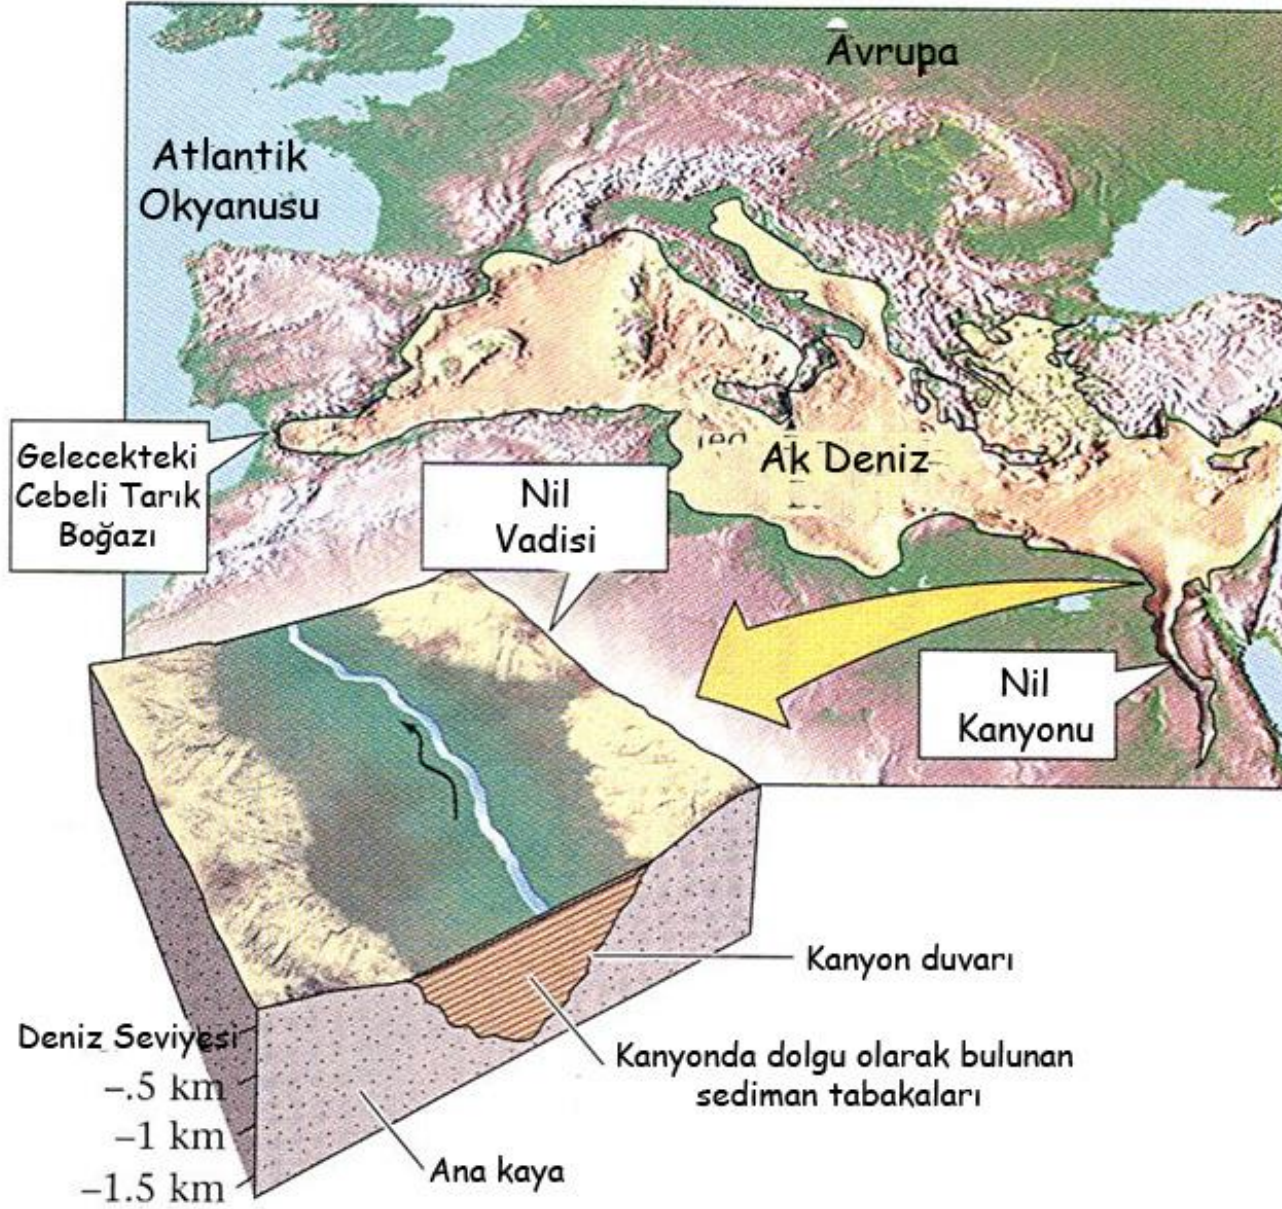 Avrupa
Atlantik
Okyanusu
Gelecekteki
Cebeli Tarık
Boğazı
Nil
Vadisi
Ak Deniz
Nil
Kanyonu
Kanyon duvarı
Deniz Seviyesi
-.5 km
-1 km
-1.5 km
Kanyonda dolgu olarak bulunan
sediman tabakaları
Ana kaya